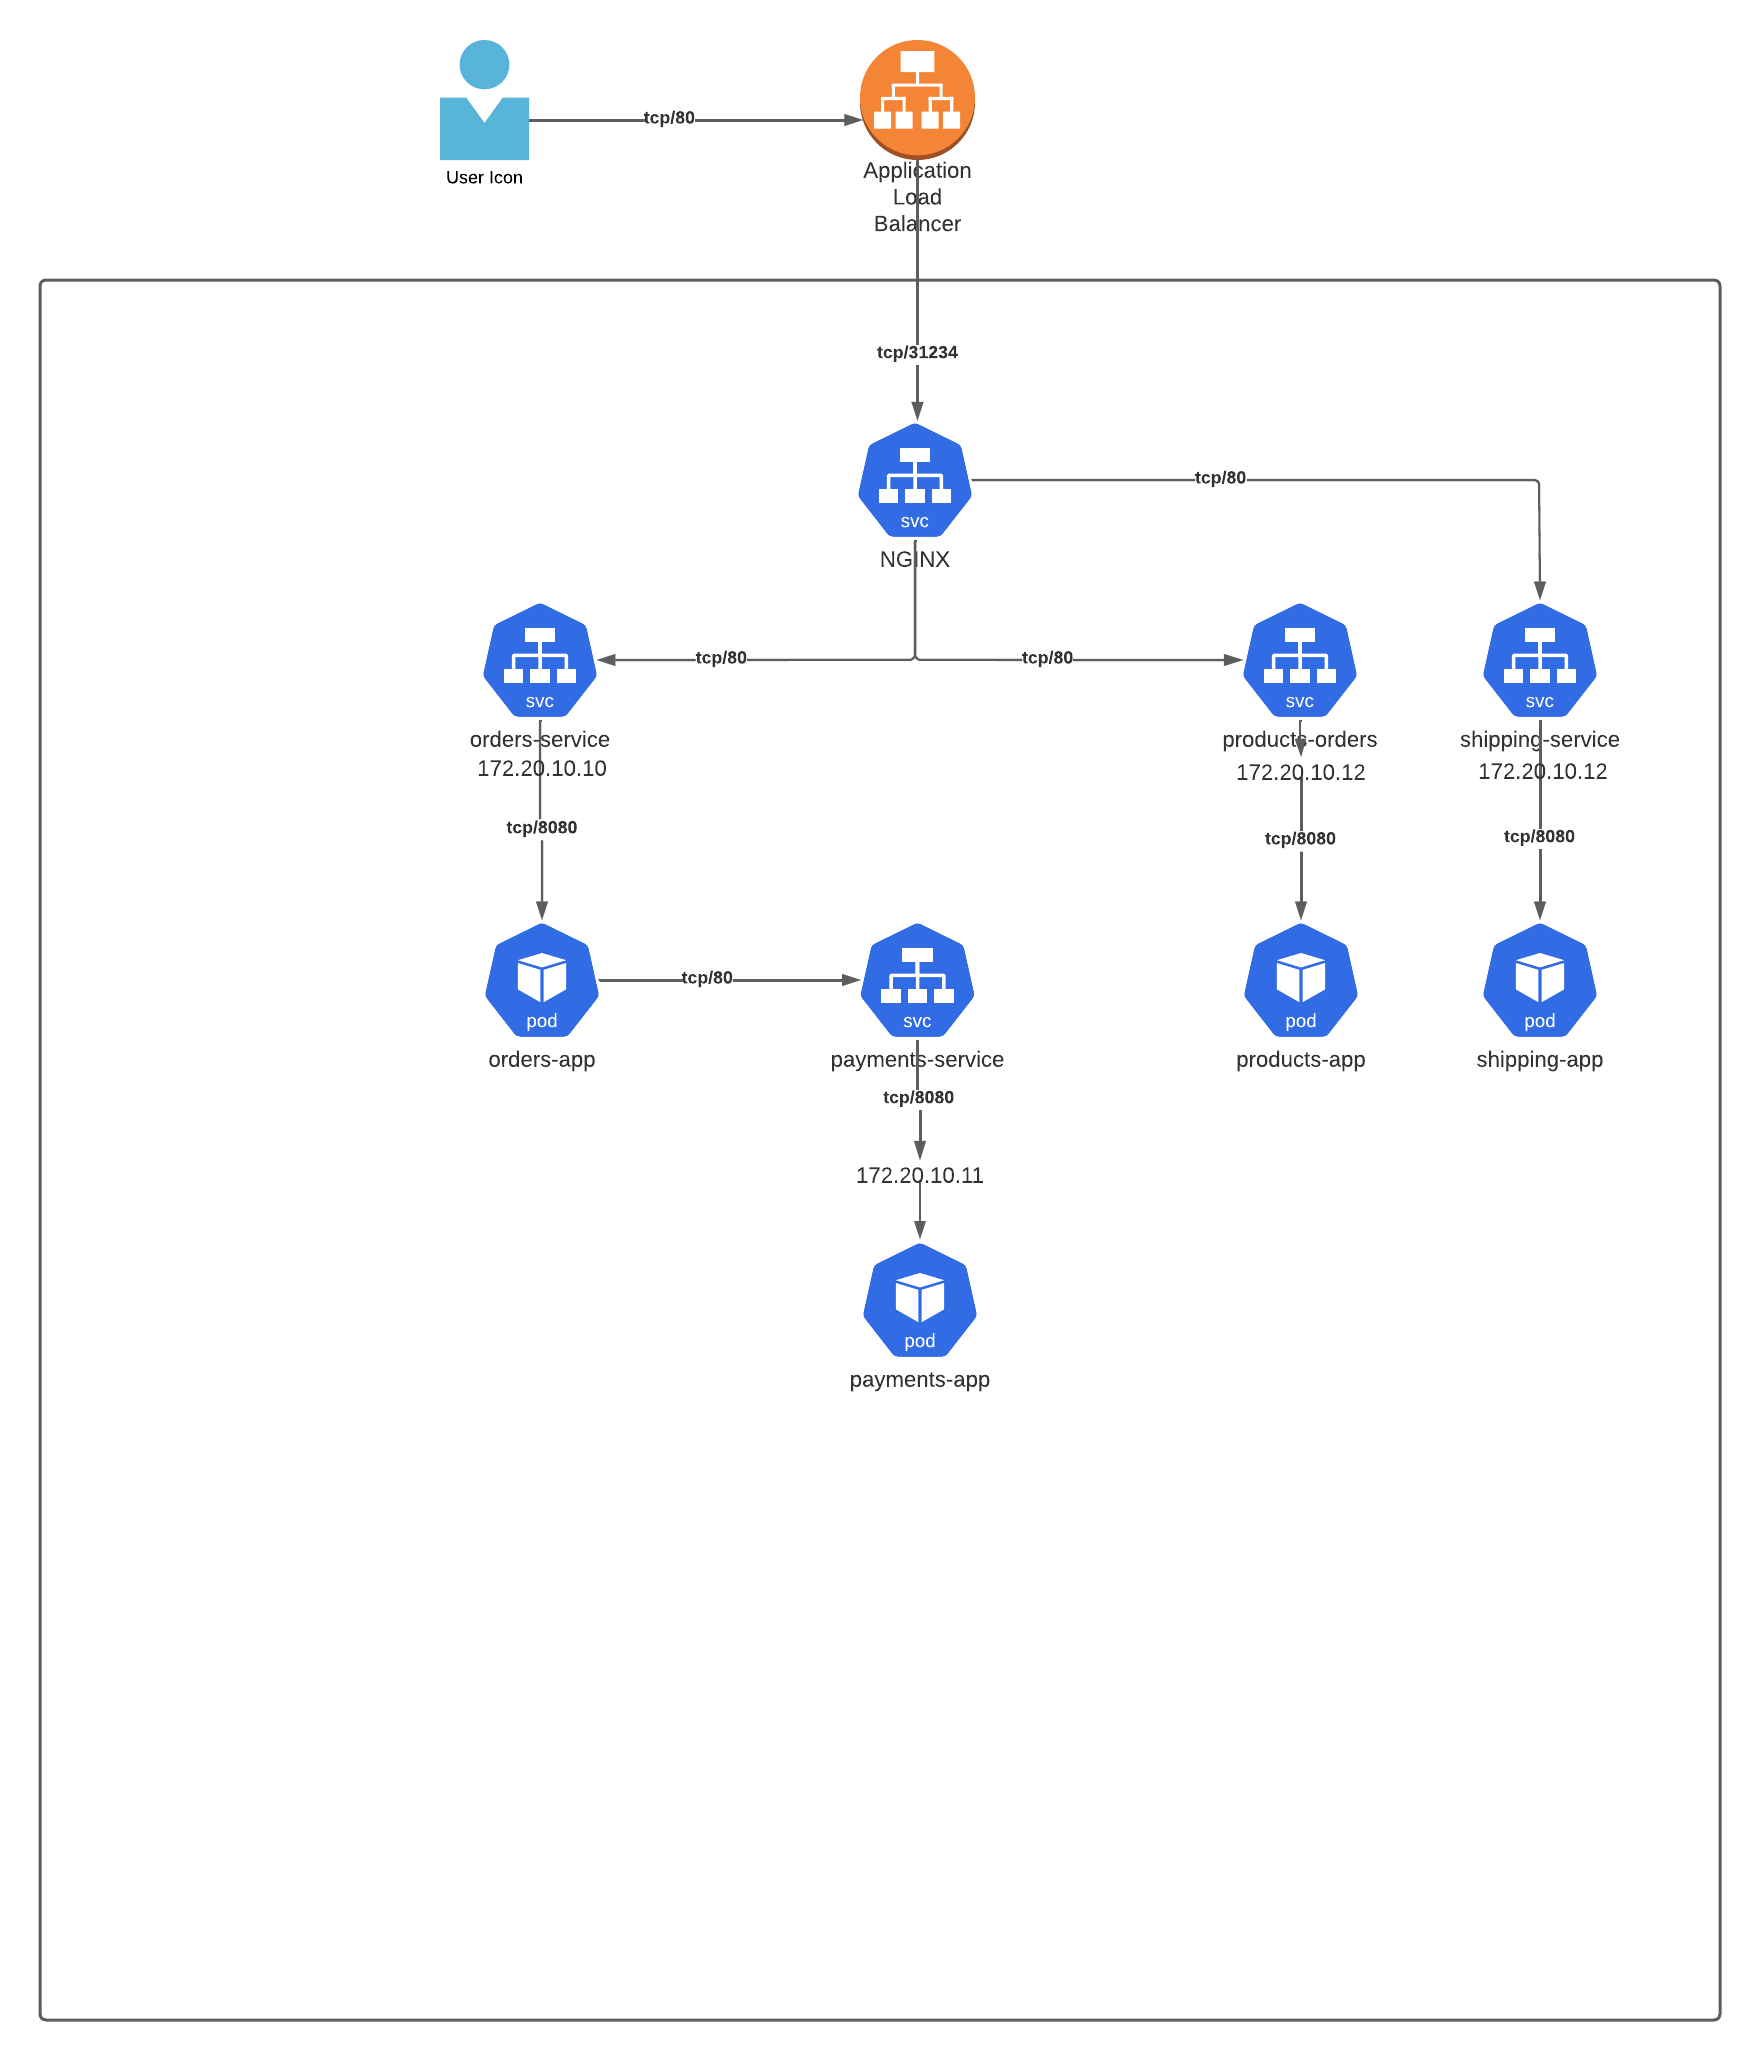 tcp/80
User Icon
Application
Load
Balancer
tcp/31234
svc
NGINX
tcp/80
tcp/80
tcp/80
svc
orders-service
172.20.10.10
svc
products-orders
172.20.10.12
svc
shipping-service
172.20.10.12
tcp/8080
tcp/8080
tcp/8080
pod
orders-app
tcp/80
svc
payments-service
pod
products-app
pod
shipping-app
tcp/8080
172.20.10.11
pod
payments-app